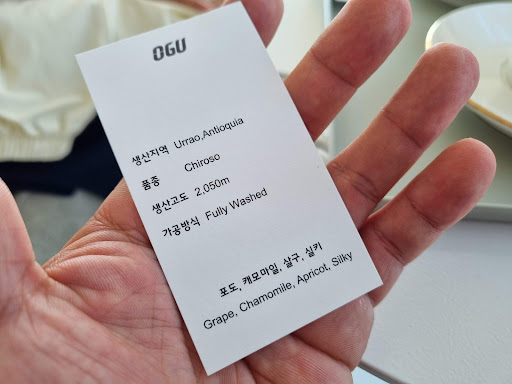 OGU
생산지역 Urrao,Antioquia
품종 Chiroso
생산고도 2,050m
가공방식 Fully Washed
포도, 캐모마일, 살구, 실키
Grape, Chamomile, Apricot, Silky